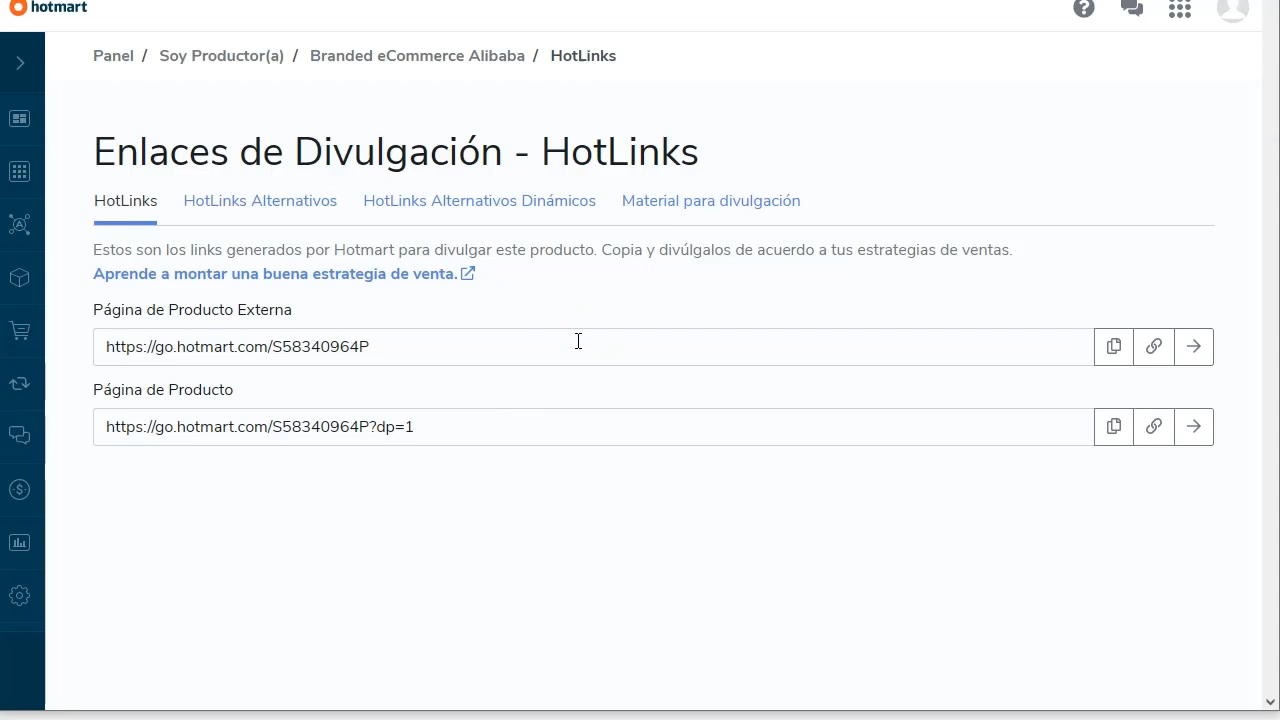 hotmart
Panel / Soy Productor(a) / Branded eCommerce Alibaba / HotLinks
Enlaces de Divulgación - HotLinks
HotLinks HotLinks Alternativos HotLinks Alternativos Dinámicos Material para divulgación
Estos son los links generados por Hotmart para divulgar este producto. Copia y divúlgalos de acuerdo a tus estrategias de ventas.
Aprende a montar una buena estrategia de venta.
Página de Producto Externa
https://go.hotmart.com/S58340964P
Página de Producto
https://go.hotmart.com/S58340964P?dp=1